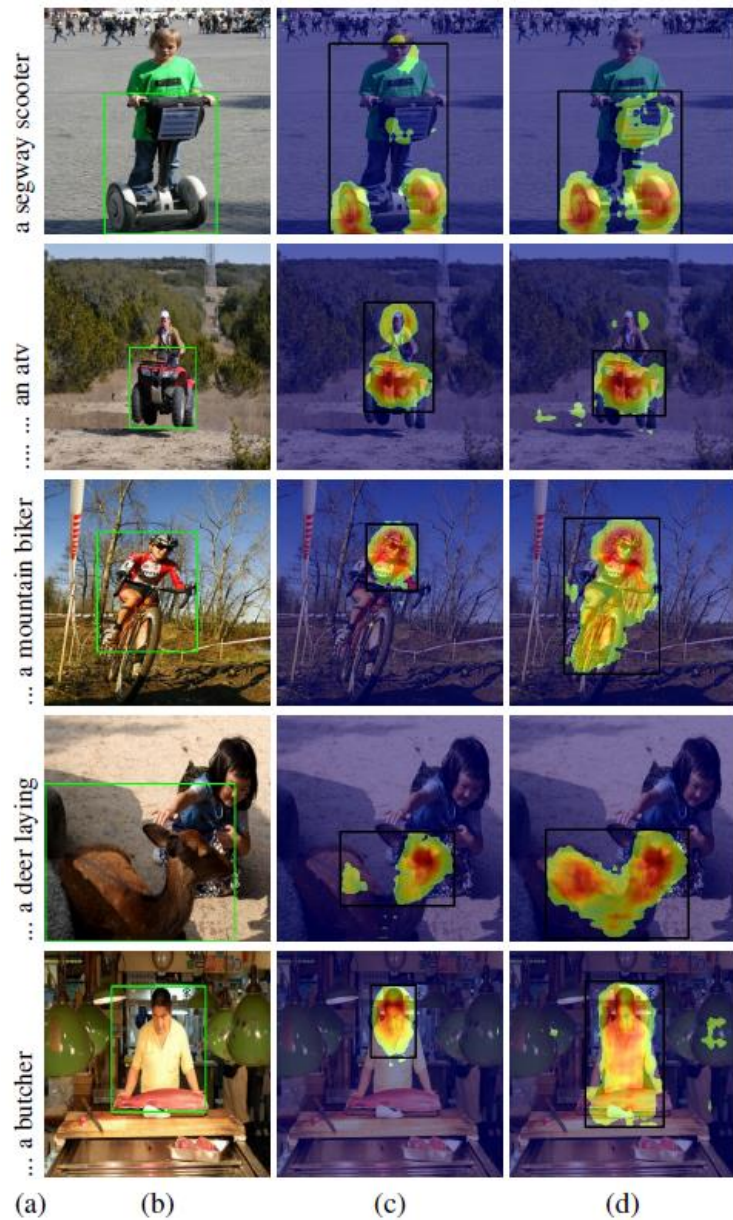 a segway scooter
..... ... an atv
... a mountain biker
... a deer laying
... a butcher
(a) (b) (c) (d)